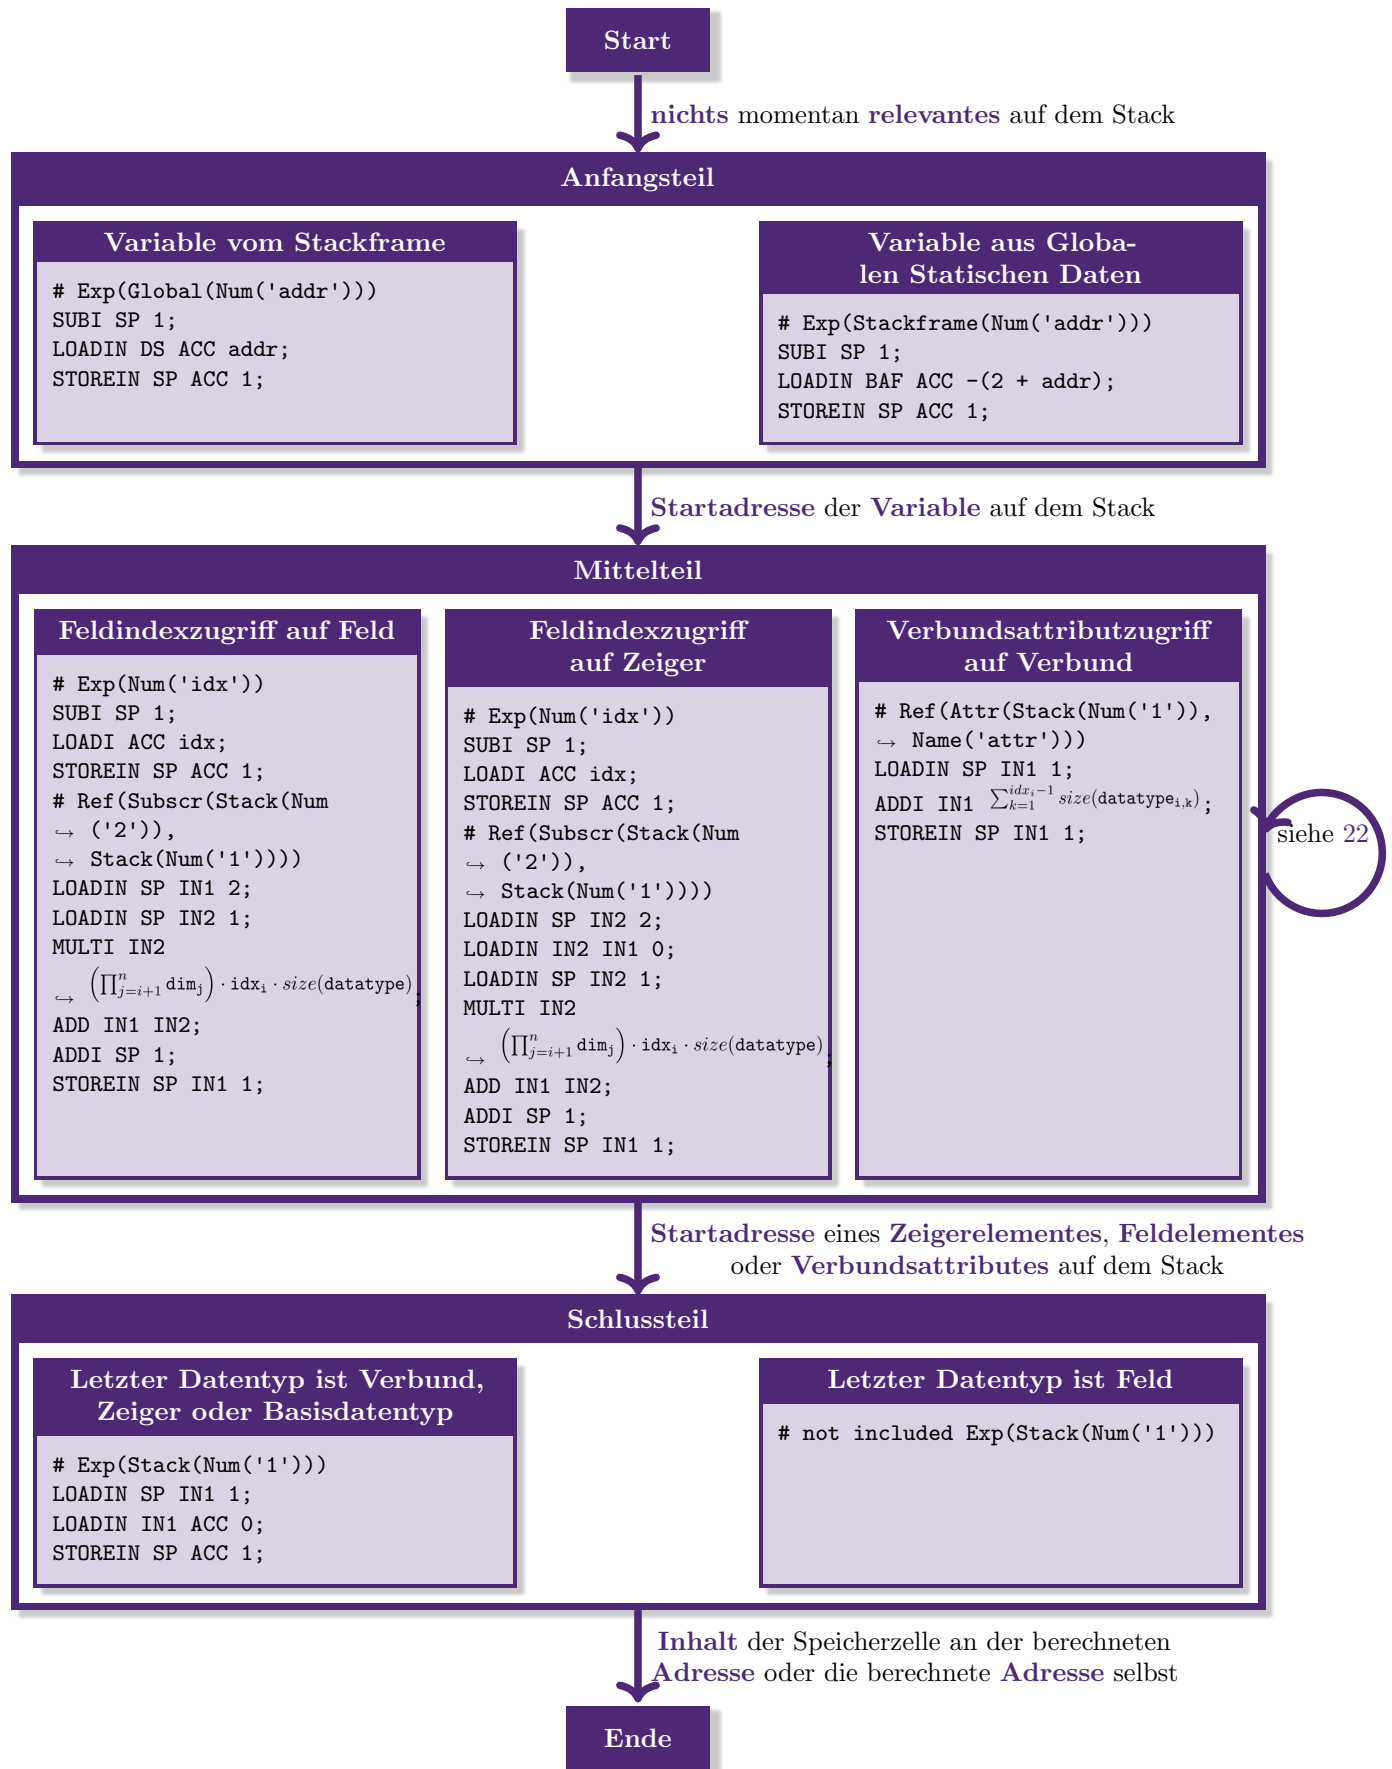 Start
nichts momentan relevantes auf dem Stack
Anfangsteil
Variable vom Stackframe
# Exp(Global(Num('addr')))
SUBI SP 1;
LOADIN DS ACC addr;
STOREIN SP ACC 1;
Variable aus Globa-
len Statischen Daten
# Exp(Stackframe(Num('addr')))
SUBI SP 1;
LOADIN BAF ACC -(2 + addr);
STOREIN SP ACC 1;
Startadresse der Variable auf dem Stack
Mittelteil
Feldindexzugriff auf Feld
# Exp(Num('idx'))
SUBI SP 1;
LOADI ACC idx;
STOREIN SP ACC 1;
# Ref(Subscr(Stack(Num
↪ ('2')),
↪ Stack(Num('1'))))
LOADIN SP IN1 2;
LOADIN SP IN2 1;
MULTI IN2
↪ (∏_{j=i+1}^{n} dim_j) · idx_i · size(datatype);
ADD IN1 IN2;
ADDI SP 1;
STOREIN SP IN1 1;
Feldindexzugriff
auf Zeiger
# Exp(Num('idx'))
SUBI SP 1;
LOADI ACC idx;
STOREIN SP ACC 1;
# Ref(Subscr(Stack(Num
↪ ('2')),
↪ Stack(Num('1'))))
LOADIN SP IN2 2;
LOADIN IN2 IN1 0;
LOADIN SP IN2 1;
MULTI IN2
↪ (∏_{j=i+1}^{n} dim_j) · idx_i · size(datatype);
ADD IN1 IN2;
ADDI SP 1;
STOREIN SP IN1 1;
Verbundsattributzugriff
auf Verbund
# Ref(Attr(Stack(Num('1')),
↪ Name('attr')))
LOADIN SP IN1 1;
ADDI IN1 ∑_{k=1}^{idx_i−1} size(datatype_{i,k});
STOREIN SP IN1 1;
siehe 22
Startadresse eines Zeigerelementes, Feldelementes
oder Verbundsattributes auf dem Stack
Schlussteil
Letzter Datentyp ist Verbund,
Zeiger oder Basisdatentyp
# Exp(Stack(Num('1')))
LOADIN SP IN1 1;
LOADIN IN1 ACC 0;
STOREIN SP ACC 1;
Letzter Datentyp ist Feld
# not included Exp(Stack(Num('1')))
Inhalt der Speicherzelle an der berechneten
Adresse oder die berechnete Adresse selbst
Ende